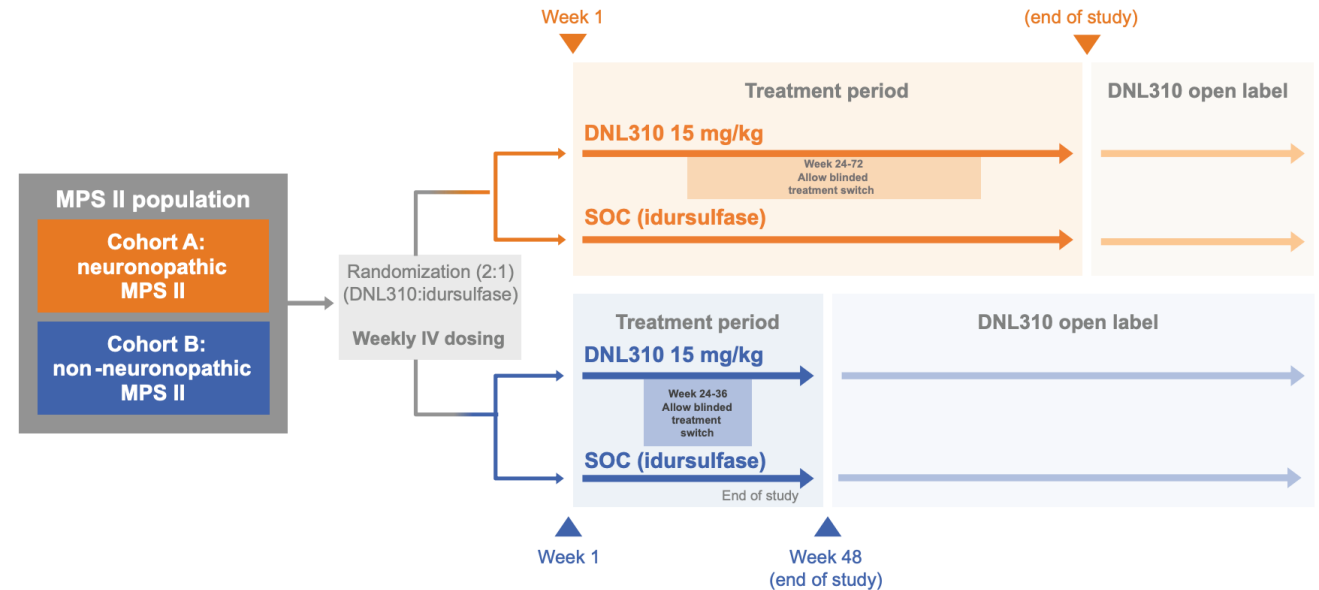 Week 1
(end of study)
Treatment period
DNL310 open label
DNL310 15 mg/kg
Week 24-72
Allow blinded
treatment switch
SOC (idursulfase)
MPS II population
Cohort A:
neuronopathic
MPS II
Cohort B:
non-neuronopathic
MPS II
Randomization (2:1)
(DNL310:idursulfase)
Weekly IV dosing
Treatment period
DNL310 open label
DNL310 15 mg/kg
Week 24-36
Allow blinded
treatment
switch
SOC (idursulfase)
End of study
Week 1
Week 48
(end of study)